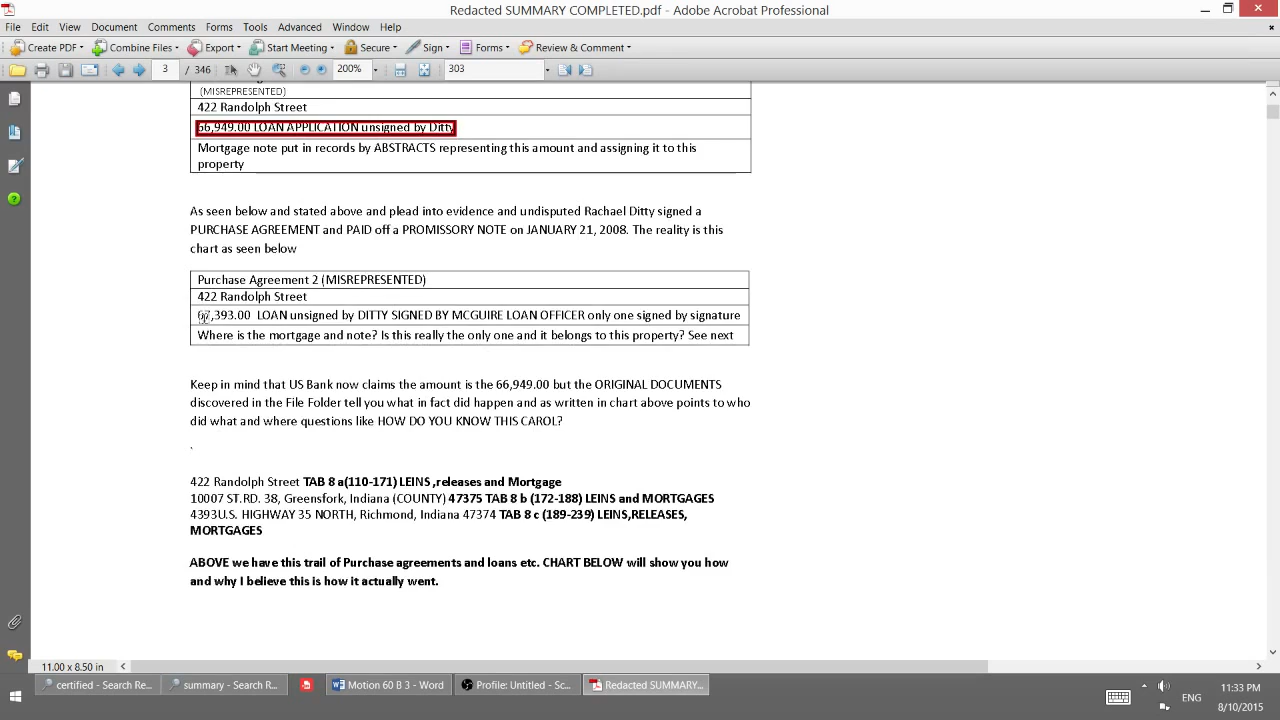 Redacted SUMMARY COMPLETED.pdf - Adobe Acrobat Professional
File Edit View Document Comments Forms Tools Advanced Window Help
Create PDF Combine Files Export Start Meeting Secure Sign Forms Review & Comment
3 / 346 200% 303
(MISREPRESENTED)
422 Randolph Street
66,949.00 LOAN APPLICATION unsigned by Ditty
Mortgage note put in records by ABSTRACTS representing this amount and assigning it to this
property
As seen below and stated above and plead into evidence and undisputed Rachael Ditty signed a
PURCHASE AGREEMENT and PAID off a PROMISSORY NOTE on JANUARY 21, 2008. The reality is this
chart as seen below
Purchase Agreement 2 (MISREPRESENTED)
422 Randolph Street
67,393.00 LOAN unsigned by DITTY SIGNED BY MCGUIRE LOAN OFFICER only one signed by signature
Where is the mortgage and note? Is this really the only one and it belongs to this property? See next
Keep in mind that US Bank now claims the amount is the 66,949.00 but the ORIGINAL DOCUMENTS
discovered in the File Folder tell you what in fact did happen and as written in chart above points to who
did what and where questions like HOW DO YOU KNOW THIS CAROL?
422 Randolph Street TAB 8 a(110-171) LEINS ,releases and Mortgage
10007 ST.RD. 38, Greensfork, Indiana (COUNTY) 47375 TAB 8 b (172-188) LEINS and MORTGAGES
4393U.S. HIGHWAY 35 NORTH, Richmond, Indiana 47374 TAB 8 c (189-239) LEINS,RELEASES,
MORTGAGES
ABOVE we have this trail of Purchase agreements and loans etc. CHART BELOW will show you how
and why I believe this is how it actually went.
11.00 x 8.50 in
certified - Search Re... summary - Search R... Motion 60 B 3 - Word Profile: Untitled - Sc... Redacted SUMMARY...
ENG
11:33 PM
8/10/2015